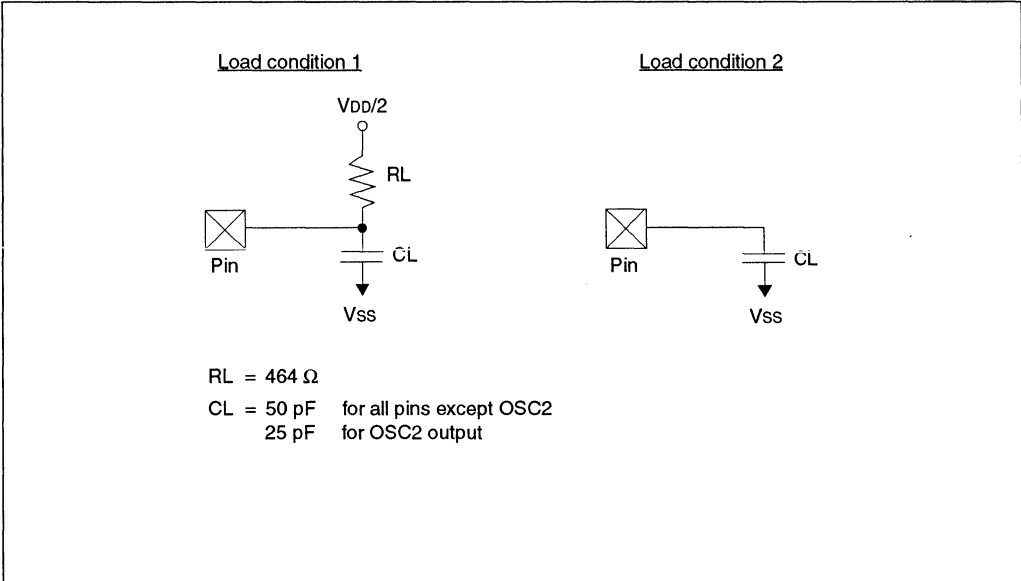 Load condition 1
VDD/2
RL
Pin
CL
VSS
Load condition 2
Pin
CL
VSS
RL = 464 Ω
CL = 50 pF for all pins except OSC2
25 pF for OSC2 output